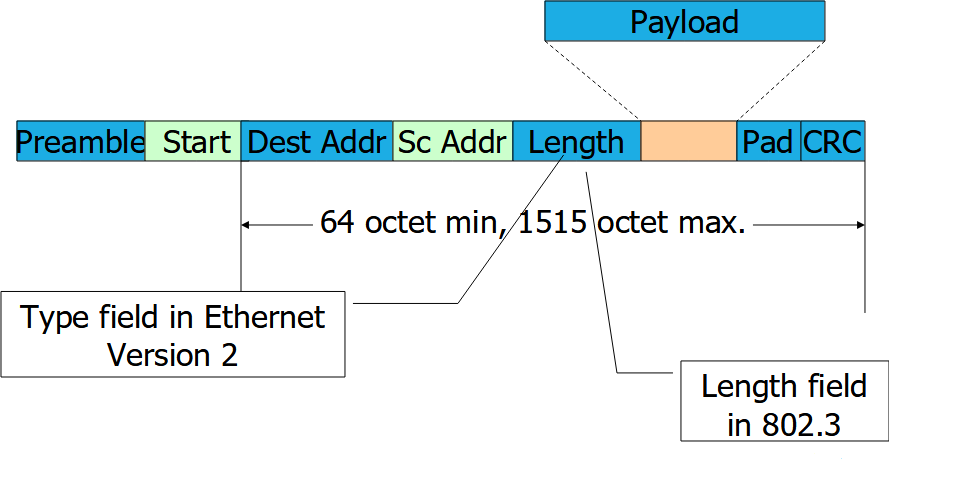 Payload
Preamble Start Dest Addr Sc Addr Length Pad CRC
64 octet min, 1515 octet max.
Type field in Ethernet
Version 2
Length field
in 802.3